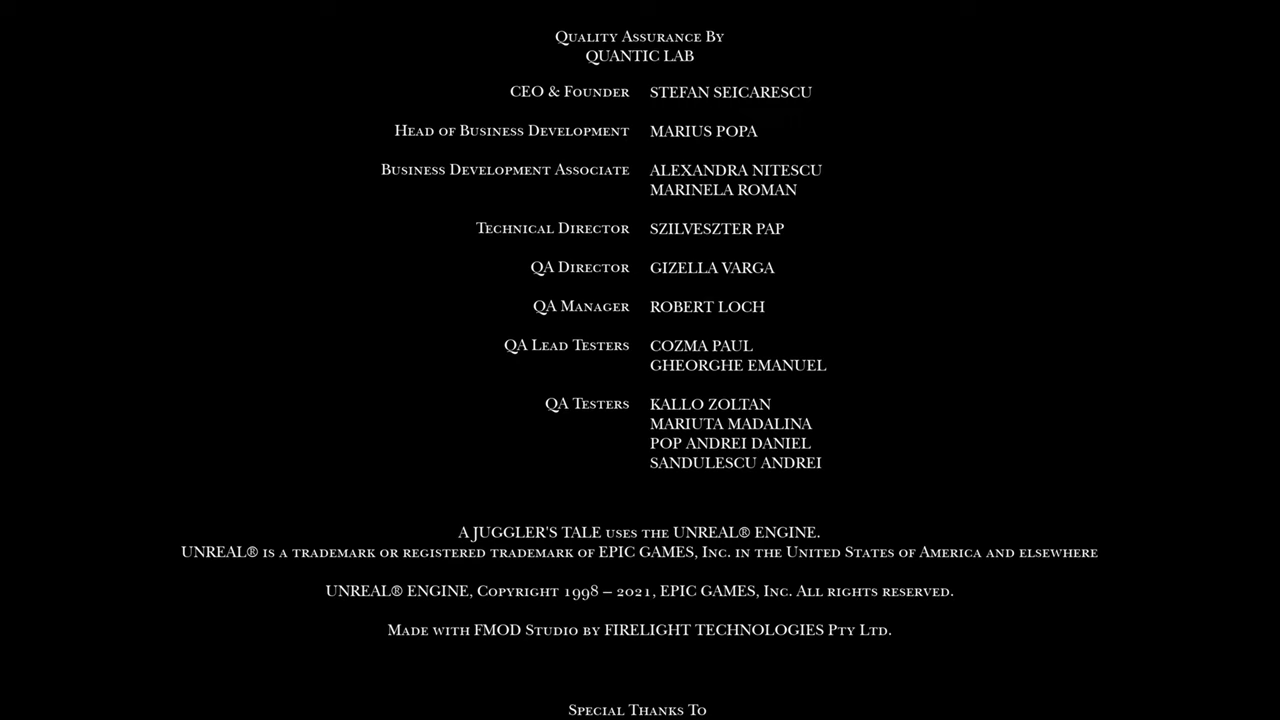 Quality Assurance By
QUANTIC LAB
CEO & Founder STEFAN SEICARESCU
Head of Business Development MARIUS POPA
Business Development Associate ALEXANDRA NITESCU
MARINELA ROMAN
Technical Director SZILVESZTER PAP
QA Director GIZELLA VARGA
QA Manager ROBERT LOCH
QA Lead Testers COZMA PAUL
GHEORGHE EMANUEL
QA Testers KALLO ZOLTAN
MARIUTA MADALINA
POP ANDREI DANIEL
SANDULESCU ANDREI
A JUGGLER'S TALE uses the UNREAL® ENGINE.
UNREAL® is a trademark or registered trademark of EPIC GAMES, Inc. in the United States of America and elsewhere
UNREAL® ENGINE, Copyright 1998 – 2021, EPIC GAMES, Inc. All rights reserved.
Made with FMOD Studio by FIRELIGHT TECHNOLOGIES Pty Ltd.
Special Thanks To